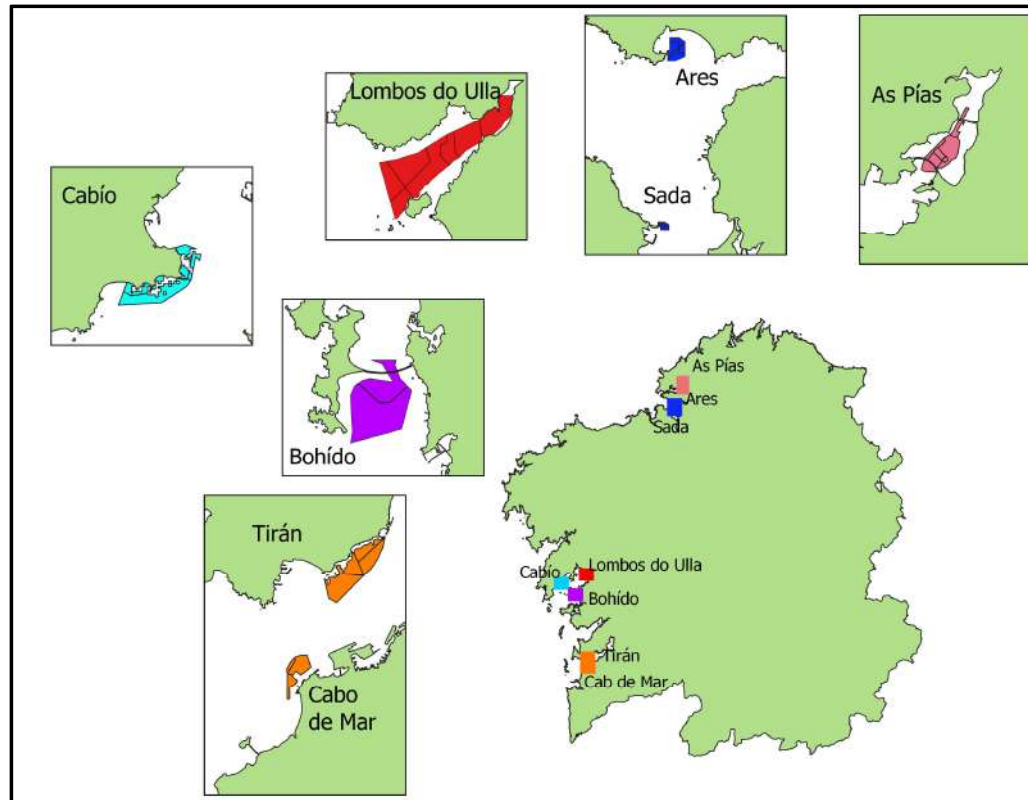 Ares
Lombos do Ulla
As Pías
Cabío
Sada
Bohído
Tirán
Cabo
de Mar
As Pías
Ares
Sada
Lombos do Ulla
Cabío
Bohído
Tirán
Cab de Mar